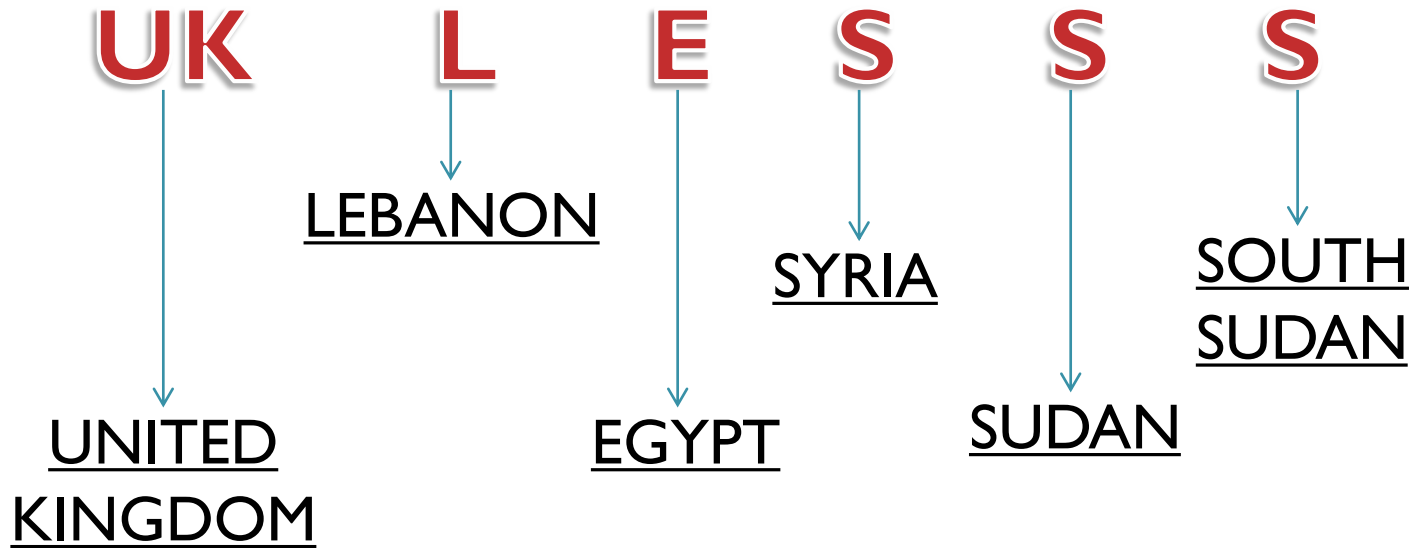 UK L E S S S
LEBANON
SYRIA
SOUTH
SUDAN
UNITED
KINGDOM
EGYPT
SUDAN